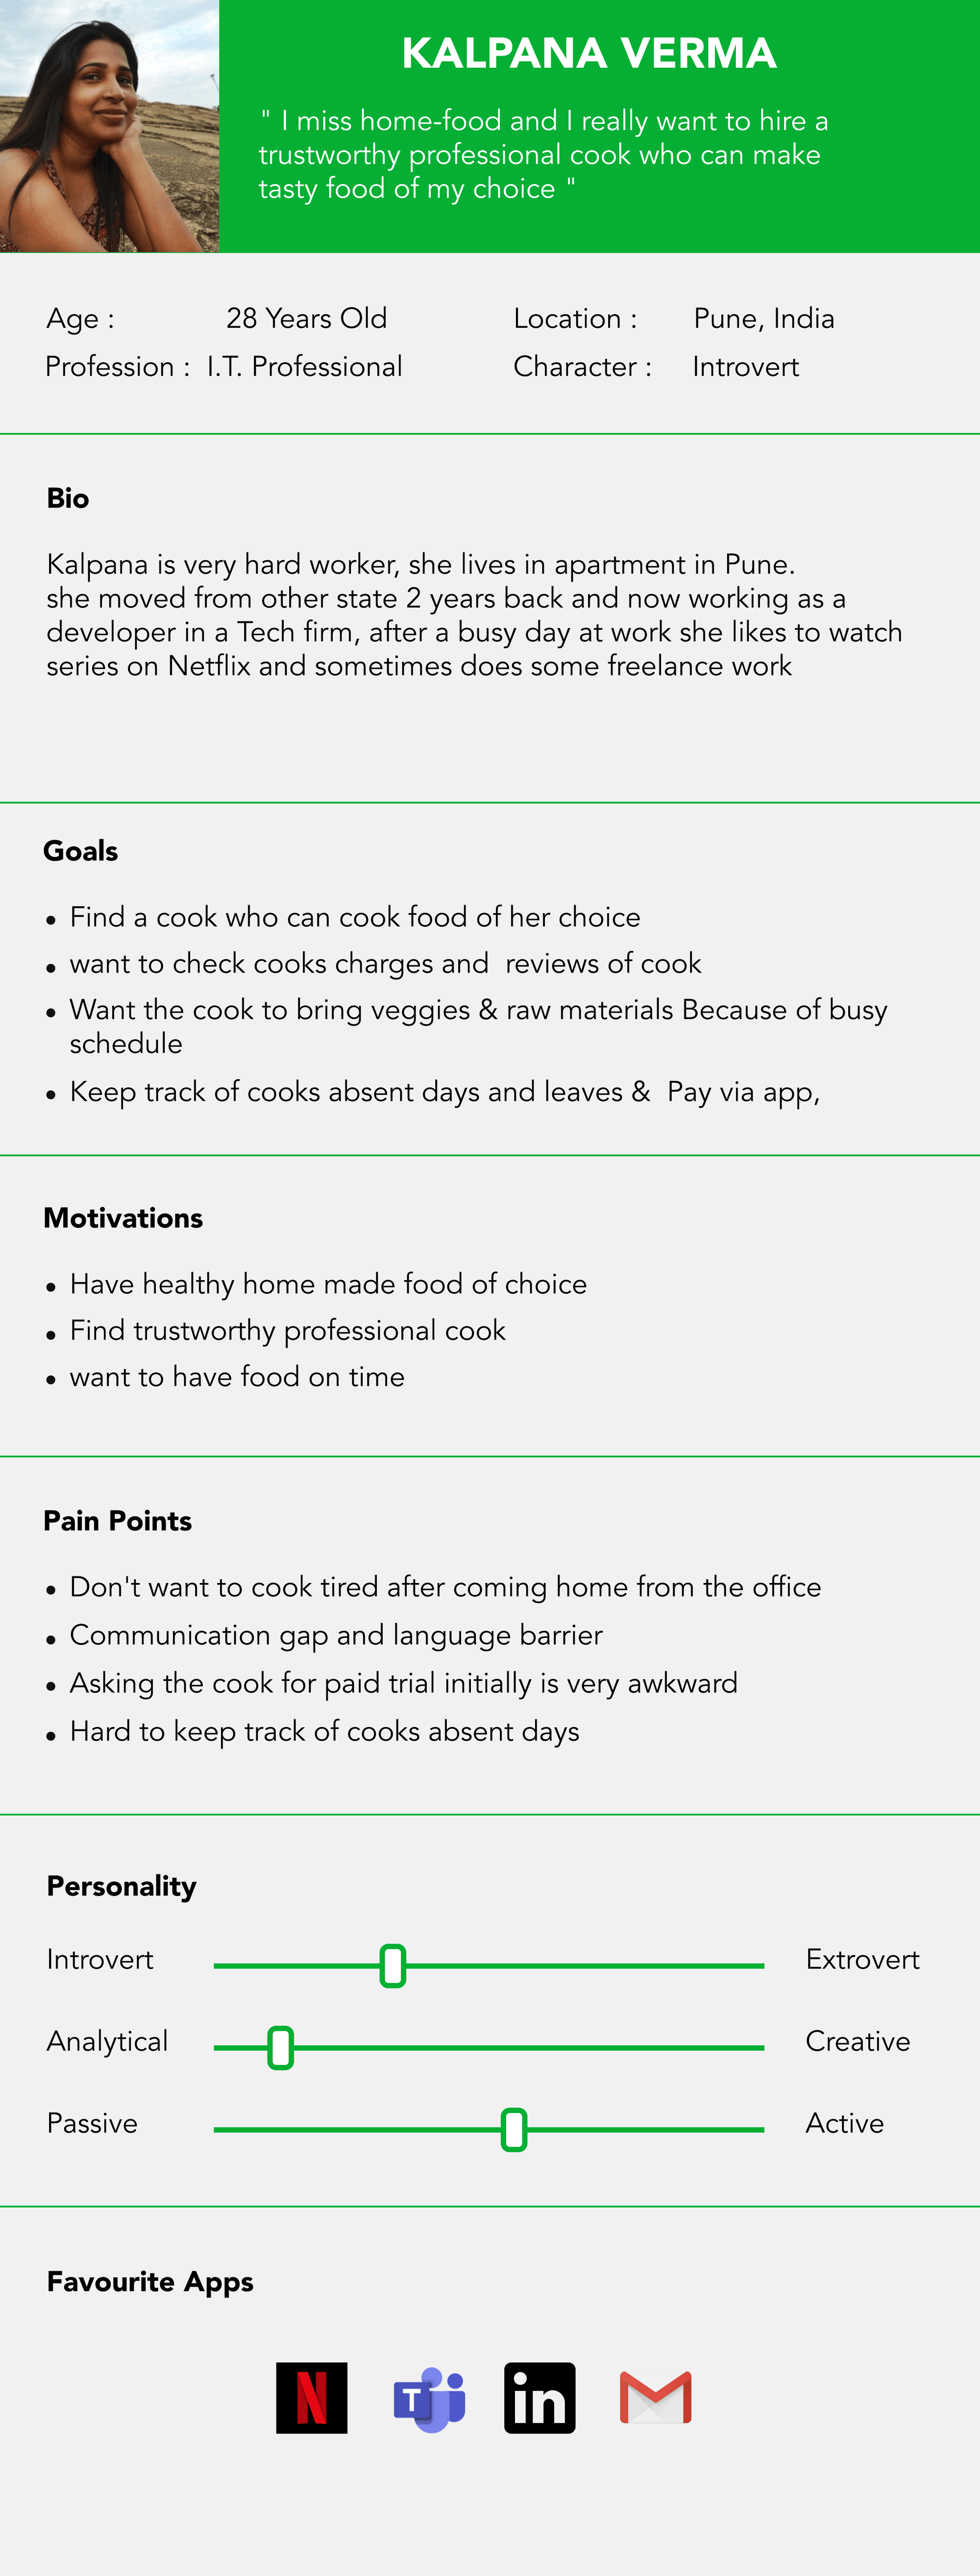 KALPANA VERMA
" I miss home-food and I really want to hire a
trustworthy professional cook who can make
tasty food of my choice "
Age : 28 Years Old Location : Pune, India
Profession : I.T. Professional Character : Introvert
Bio
Kalpana is very hard worker, she lives in apartment in Pune.
she moved from other state 2 years back and now working as a
developer in a Tech firm, after a busy day at work she likes to watch
series on Netflix and sometimes does some freelance work
Goals
• Find a cook who can cook food of her choice
• want to check cooks charges and  reviews of cook
• Want the cook to bring veggies & raw materials Because of busy
schedule
• Keep track of cooks absent days and leaves &  Pay via app,
Motivations
• Have healthy home made food of choice
• Find trustworthy professional cook
• want to have food on time
Pain Points
• Don't want to cook tired after coming home from the office
• Communication gap and language barrier
• Asking the cook for paid trial initially is very awkward
• Hard to keep track of cooks absent days
Personality
Introvert Extrovert
Analytical Creative
Passive Active
Favourite Apps
N T in M